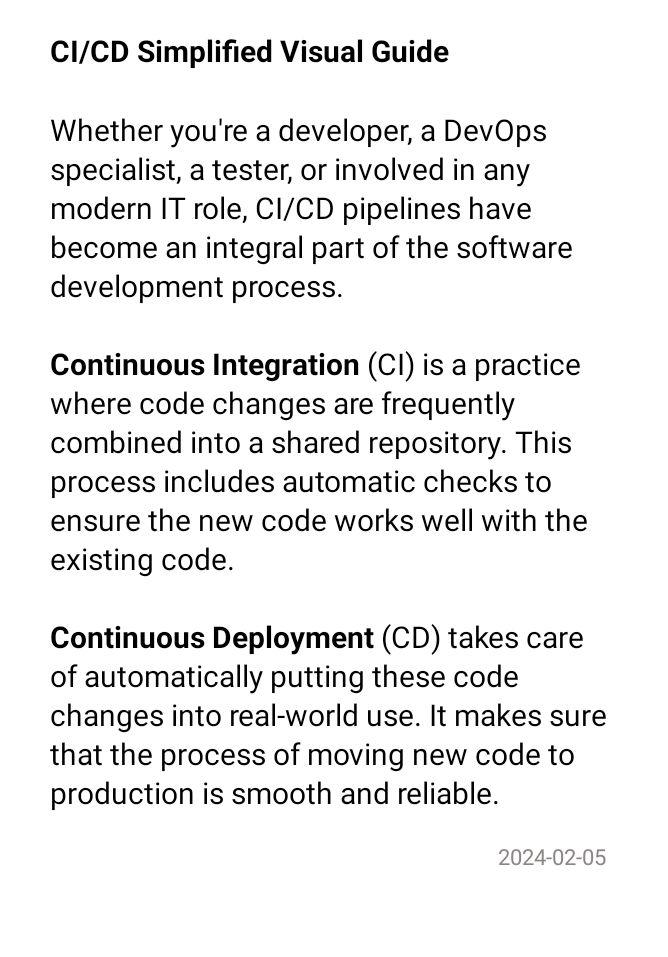 CI/CD Simplified Visual Guide
Whether you're a developer, a DevOps
specialist, a tester, or involved in any
modern IT role, CI/CD pipelines have
become an integral part of the software
development process.
Continuous Integration (CI) is a practice
where code changes are frequently
combined into a shared repository. This
process includes automatic checks to
ensure the new code works well with the
existing code.
Continuous Deployment (CD) takes care
of automatically putting these code
changes into real-world use. It makes sure
that the process of moving new code to
production is smooth and reliable.
2024-02-05